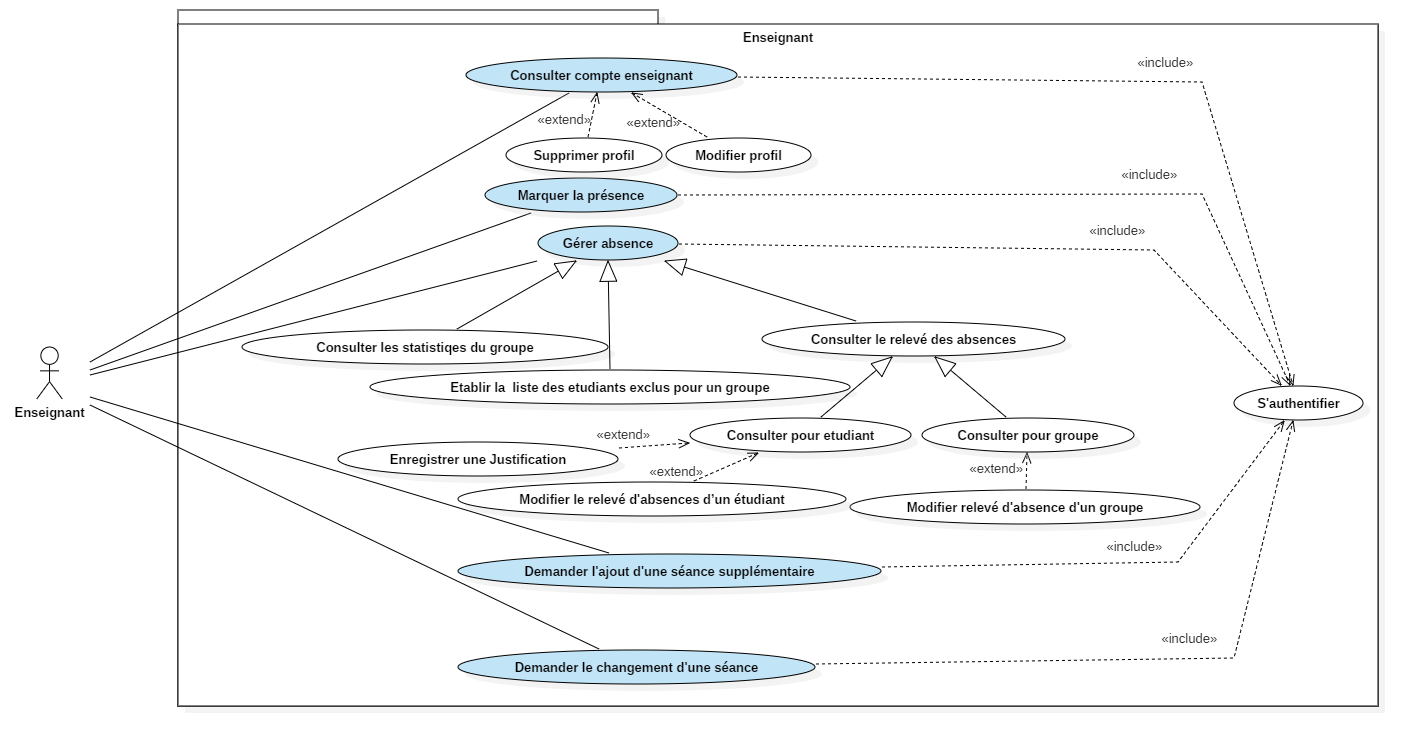 Enseignant
Consulter compte enseignant
«include»
«extend»
«extend»
Supprimer profil
Modifier profil
Marquer la présence
«include»
Gérer absence
«include»
Consulter les statistiqes du groupe
Consulter le relevé des absences
Etablir la  liste des etudiants exclus pour un groupe
Enseignant
S'authentifier
«extend»
Consulter pour etudiant
Consulter pour groupe
Enregistrer une Justification
«extend»
«extend»
Modifier le relevé d'absences d'un étudiant
Modifier relevé d'absence d'un groupe
«include»
Demander l'ajout d'une séance supplémentaire
«include»
Demander le changement d'une séance